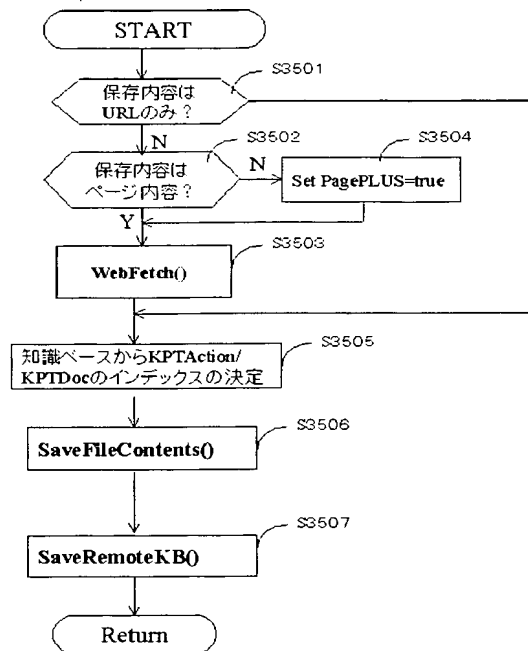 START
S3501
保存内容は
URLのみ?
N
S3502
S3504
保存内容は
ページ内容?
N
Set PagePLUS=true
Y
S3503
WebFetch()
S3505
知識ベースからKPTAction/
KPTDocのインデックスの決定
S3506
SaveFileContents()
S3507
SaveRemoteKB()
Return